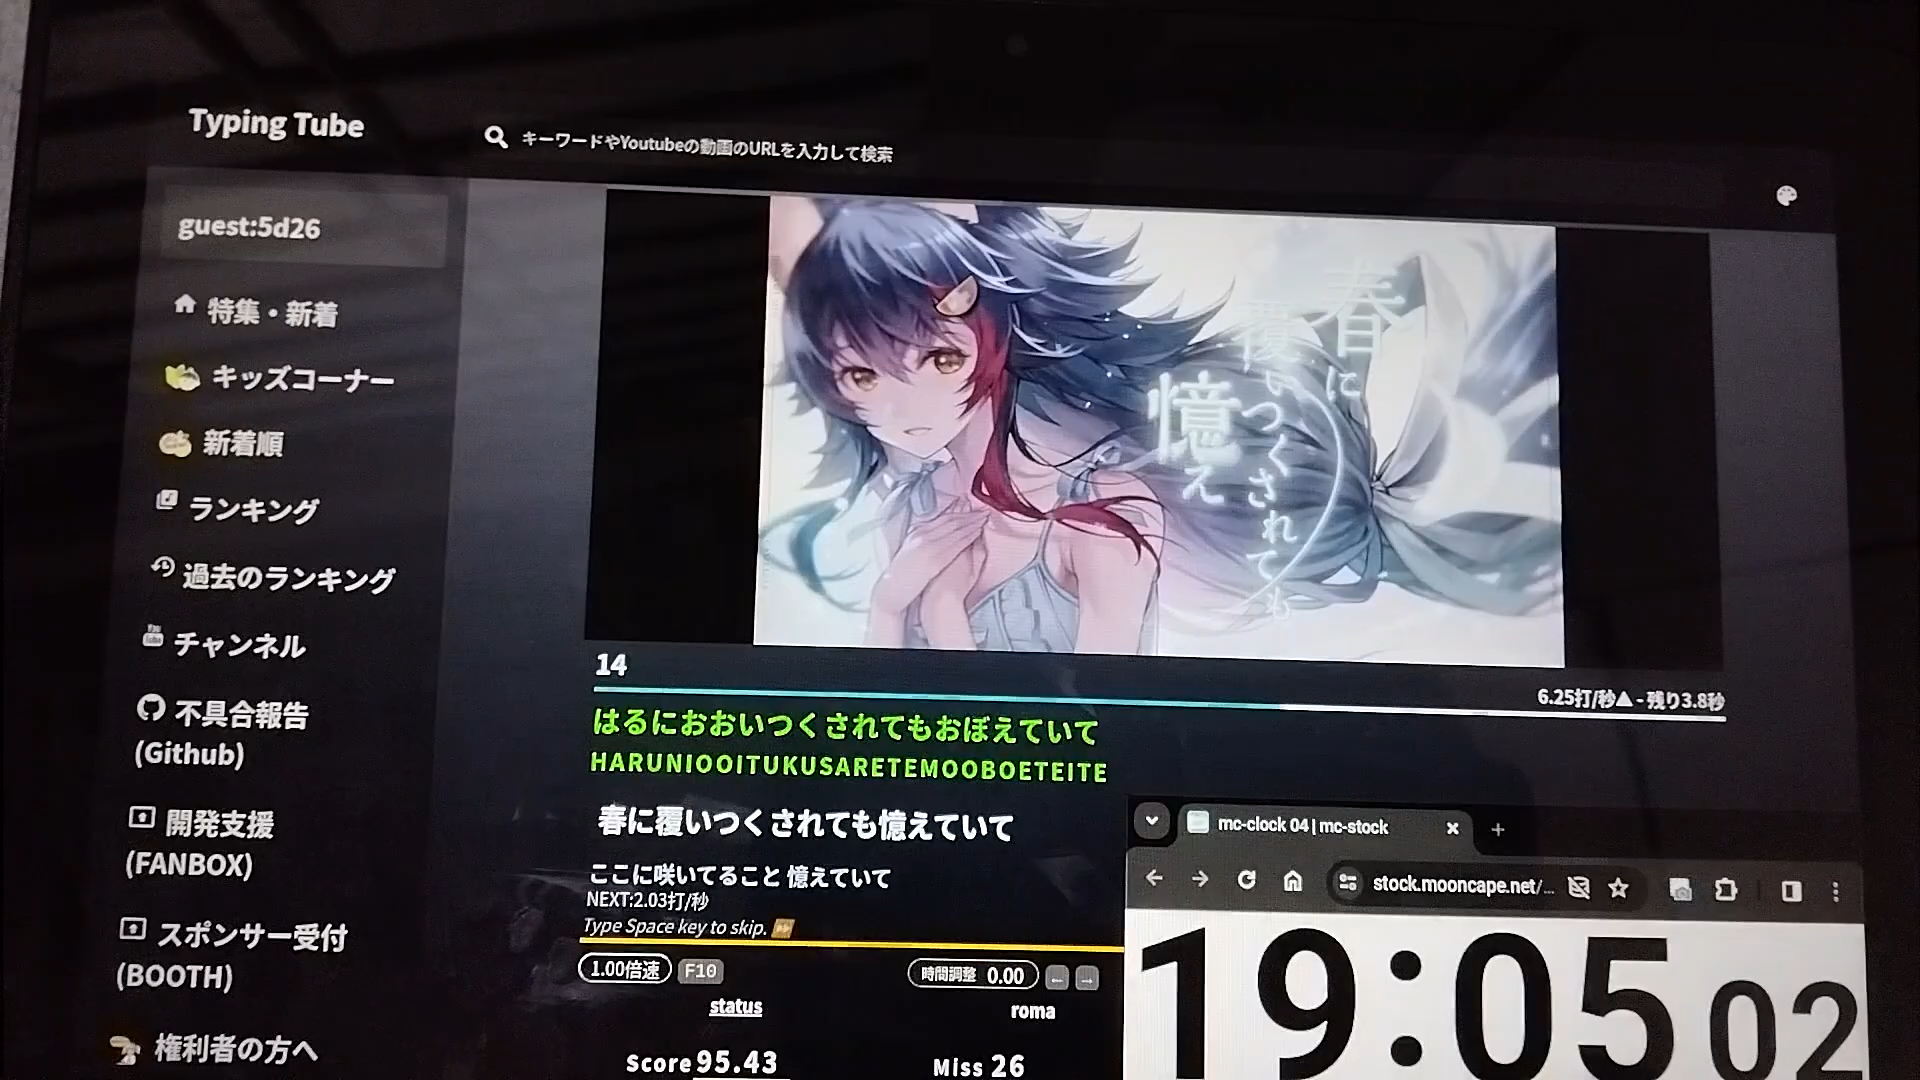 Typing Tube
キーワードやYoutubeの動画のURLを入力して検索
guest:5d26
特集・新着
キッズコーナー
新着順
ランキング
過去のランキング
チャンネル
不具合報告
(Github)
開発支援
(FANBOX)
スポンサー受付
(BOOTH)
権利者の方へ
春に
覆いつくされても
憶え
14
6.25打/秒▲ - 残り3.8秒
はるにおおいつくされてもおぼえていて
HARUNIOOITUKUSARETEMOOBOETEITE
春に覆いつくされても憶えていて
ここに咲いてること 憶えていて
NEXT:2.03打/秒
Type Space key to skip.
1.00倍速 F10
時間調整 0.00 ← →
status
roma
Score 95.43
Miss 26
mc-clock 04 | mc-stock
stock.mooncape.net/...
19:05 02